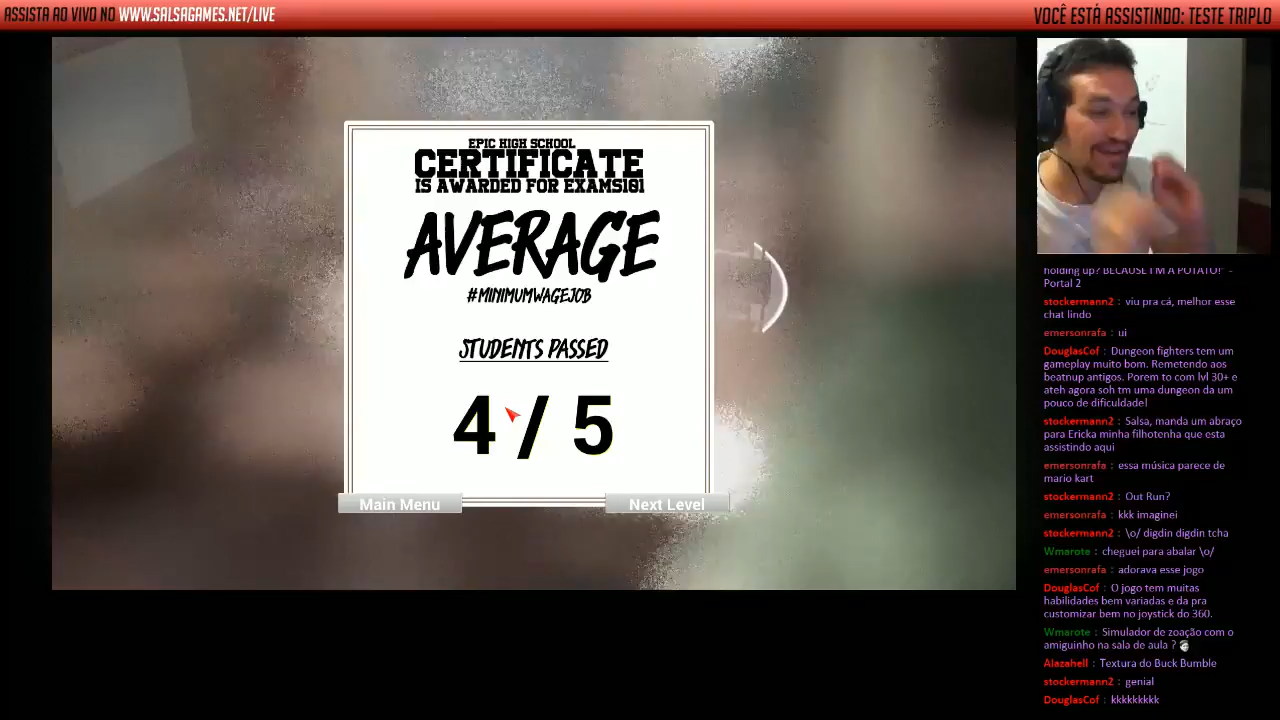 ASSISTA AO VIVO NO WWW.SALSAGAMES.NET/LIVE
VOCÊ ESTÁ ASSISTINDO: TESTE TRIPLO
EPIC HIGH SCHOOL
CERTIFICATE
IS AWARDED FOR EXAMS101
AVERAGE
#MINIMUMWAGEJOB
STUDENTS PASSED
4 / 5
Main Menu
Next Level
holding up? BECAUSE I'M A POTATO!" -
Portal 2
stockermann2 : viu pra cá, melhor esse
chat lindo
emersonrafa : ui
DouglasCof : Dungeon fighters tem um
gameplay muito bom. Remetendo aos
beatnup antigos. Porem to com lvl 30+ e
ateh agora soh tm uma dungeon da um
pouco de dificuldade!
stockermann2 : Salsa, manda um abraço
para Ericka minha filhotenha que esta
assistindo aqui
emersonrafa : essa música parece de
mario kart
stockermann2 : Out Run?
emersonrafa : kkk imaginei
stockermann2 : \o/ digdin digdin tcha
Wmarote : cheguei para abalar \o/
emersonrafa : adorava esse jogo
DouglasCof : O jogo tem muitas
habilidades bem variadas e da pra
customizar bem no joystick do 360.
Wmarote : Simulador de zoação com o
amiguinho na sala de aula ?
Alazahell : Textura do Buck Bumble
stockermann2 : genial
DouglasCof : kkkkkkkkk